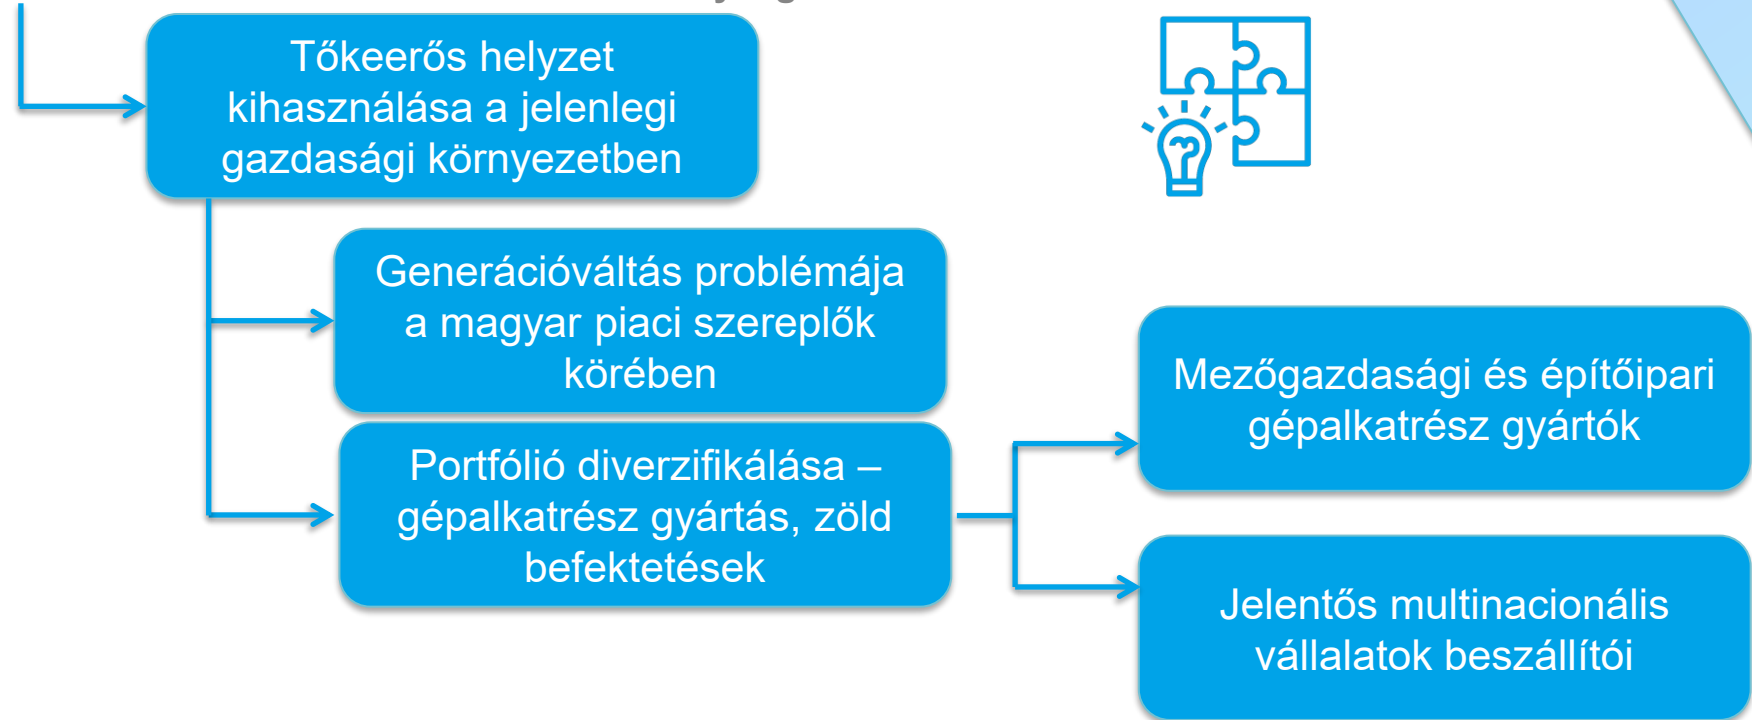 Tőkeerős helyzet
kihasználása a jelenlegi
gazdasági környezetben
Generációváltás problémája
a magyar piaci szereplők
körében
Portfólió diverzifikálása –
gépalkatrész gyártás, zöld
befektetések
Mezőgazdasági és építőipari
gépalkatrész gyártók
Jelentős multinacionális
vállalatok beszállítói